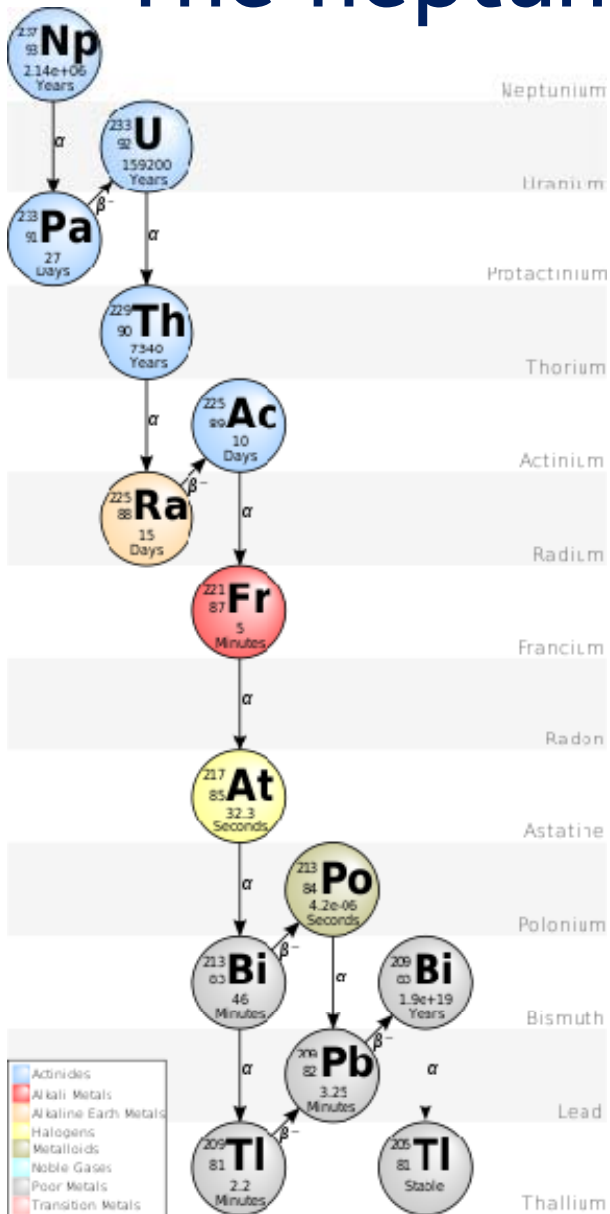 The neptun
237
93 Np
2.14e+06
Years
Neptunium
α
233
92 U
159200
Years
Uranium
β⁻
233
91 Pa
27
Days
α
Protactinium
229
90 Th
7340
Years
Thorium
α
225
89 Ac
10
Days
Actinium
β⁻
225
88 Ra
15
Days
α
Radium
221
87 Fr
5
Minutes
Francium
α
Radon
217
85 At
32.3
Seconds
Astatine
α
213
84 Po
4.2e-06
Seconds
Polonium
β⁻
213
83 Bi
46
Minutes
α
209
83 Bi
1.9e+19
Years
Bismuth
α
β⁻
209
82 Pb
3.25
Minutes
α
Lead
β⁻
209
81 Tl
2.2
Minutes
205
81 Tl
Stable
Thallium
Actinides
Alkali Metals
Alkaline Earth Metals
Halogens
Metalloids
Noble Gases
Poor Metals
Transition Metals